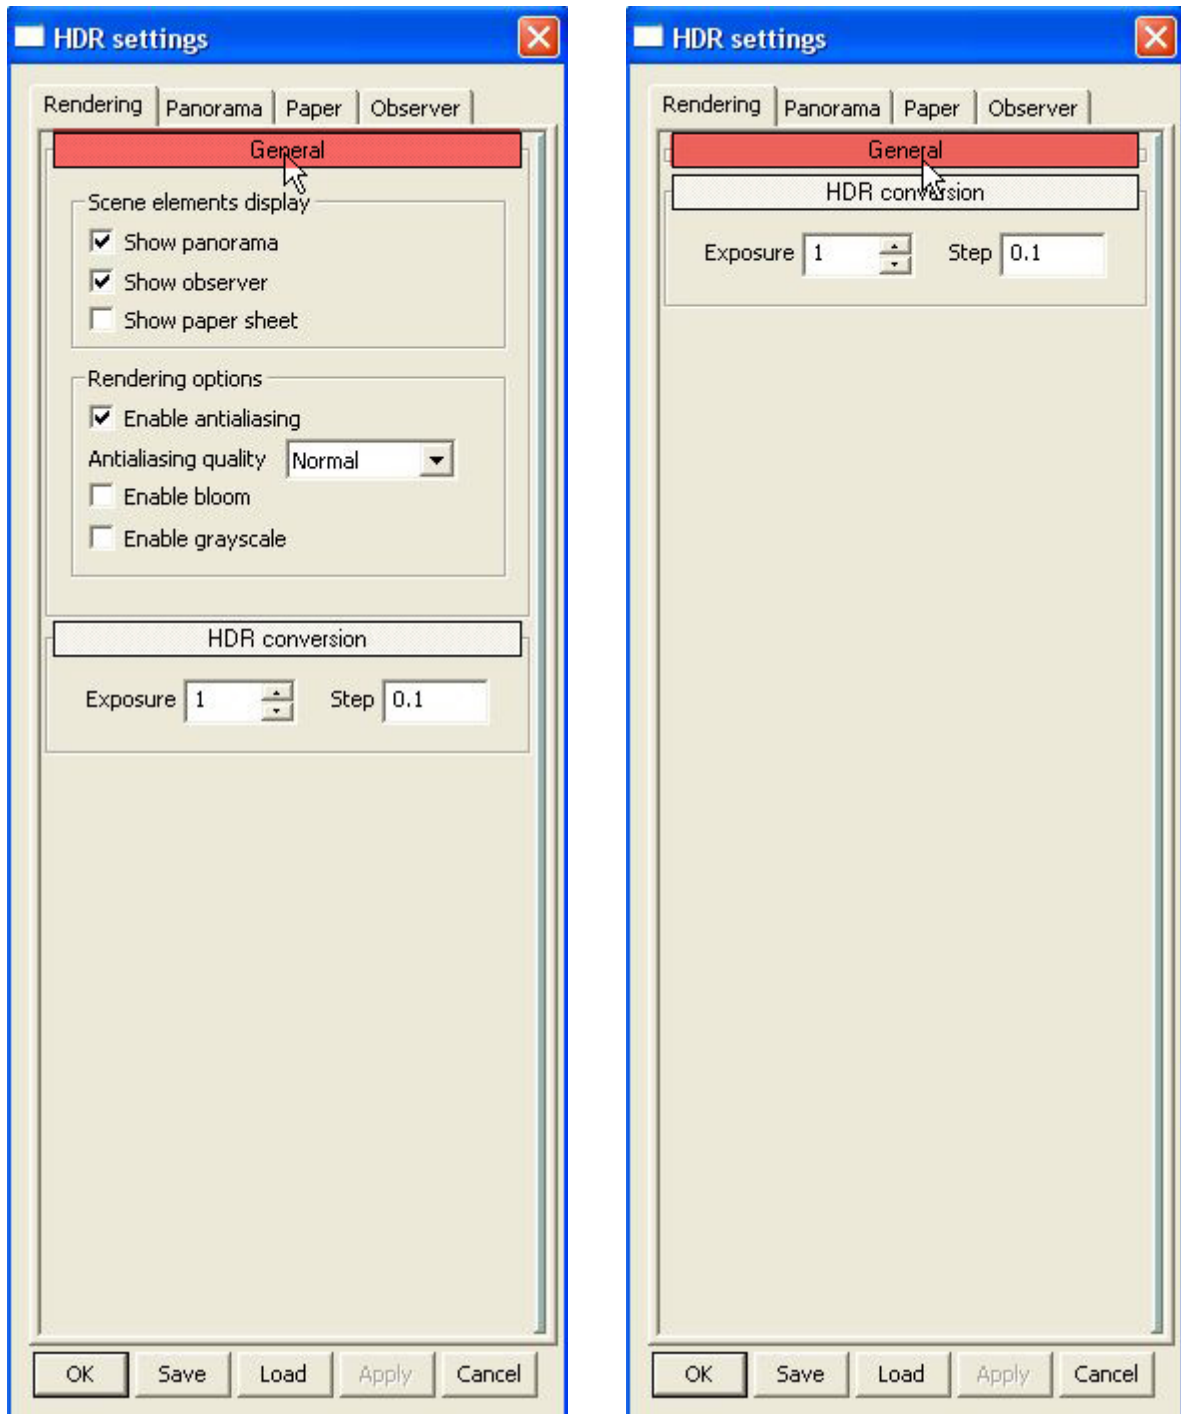 HDR settings
Rendering Panorama Paper Observer
General
Scene elements display
Show panorama
Show observer
Show paper sheet
Rendering options
Enable antialiasing
Antialiasing quality Normal
Enable bloom
Enable grayscale
HDR conversion
Exposure 1 Step 0.1
OK Save Load Apply Cancel
HDR settings
Rendering Panorama Paper Observer
General
HDR conversion
Exposure 1 Step 0.1
OK Save Load Apply Cancel